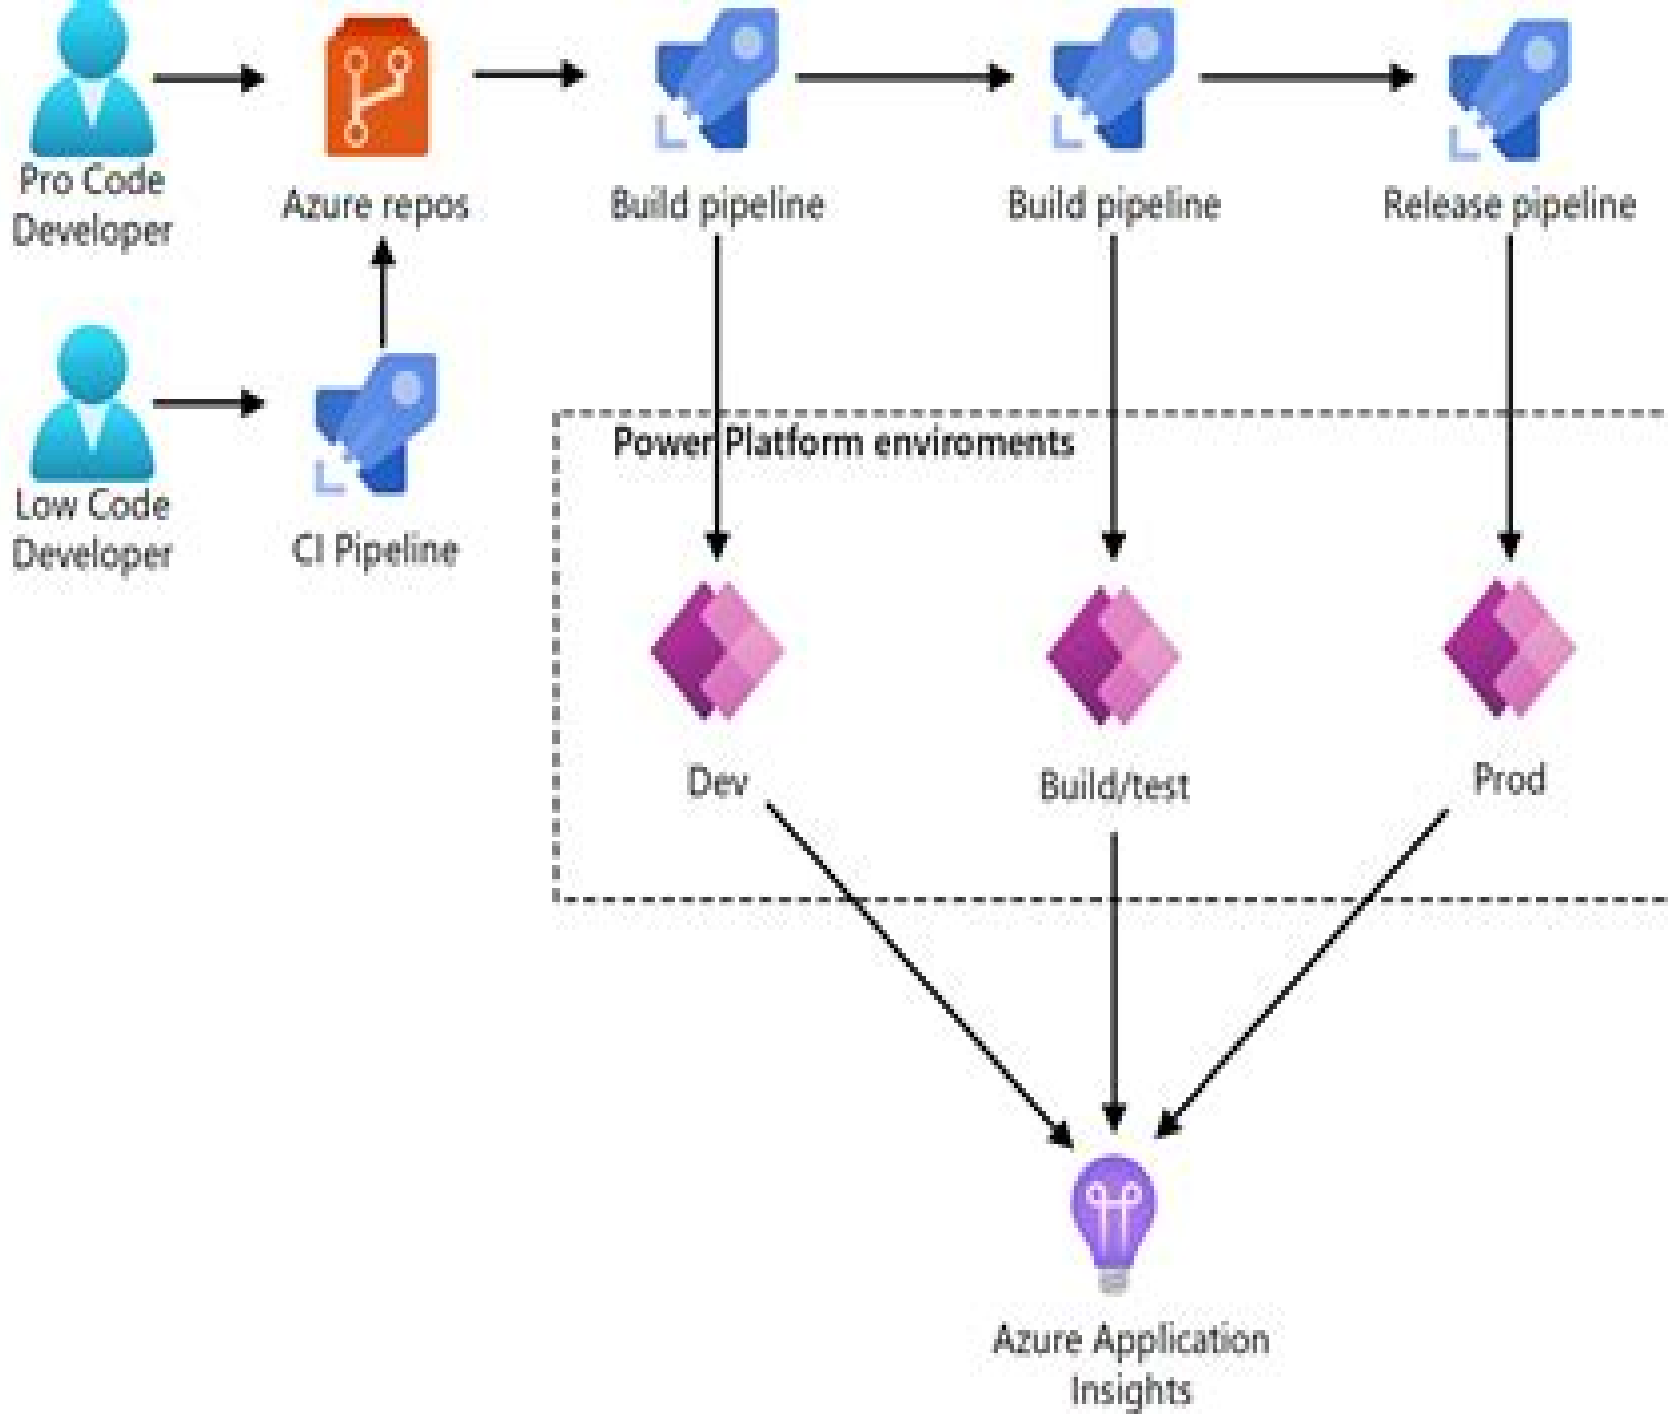 Pro Code
Developer
Azure repos
Build pipeline
Build pipeline
Release pipeline
Low Code
Developer
CI Pipeline
Power Platform enviroments
Dev
Build/test
Prod
Azure Application
Insights